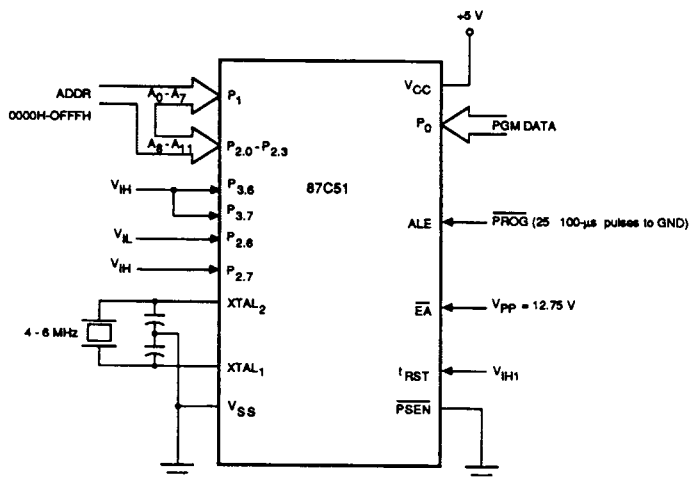 +5 V
ADDR
0000H-OFFFH
A0-A7
P1
A8-A11
P2.0-P2.3
VIH
P3.6
P3.7
VIL
P2.6
VIH
P2.7
XTAL2
4 - 6 MHz
XTAL1
VSS
87C51
VCC
P0
PGM DATA
ALE
PROG (25 100-µs pulses to GND)
EA
VPP = 12.75 V
tRST
VIH1
PSEN